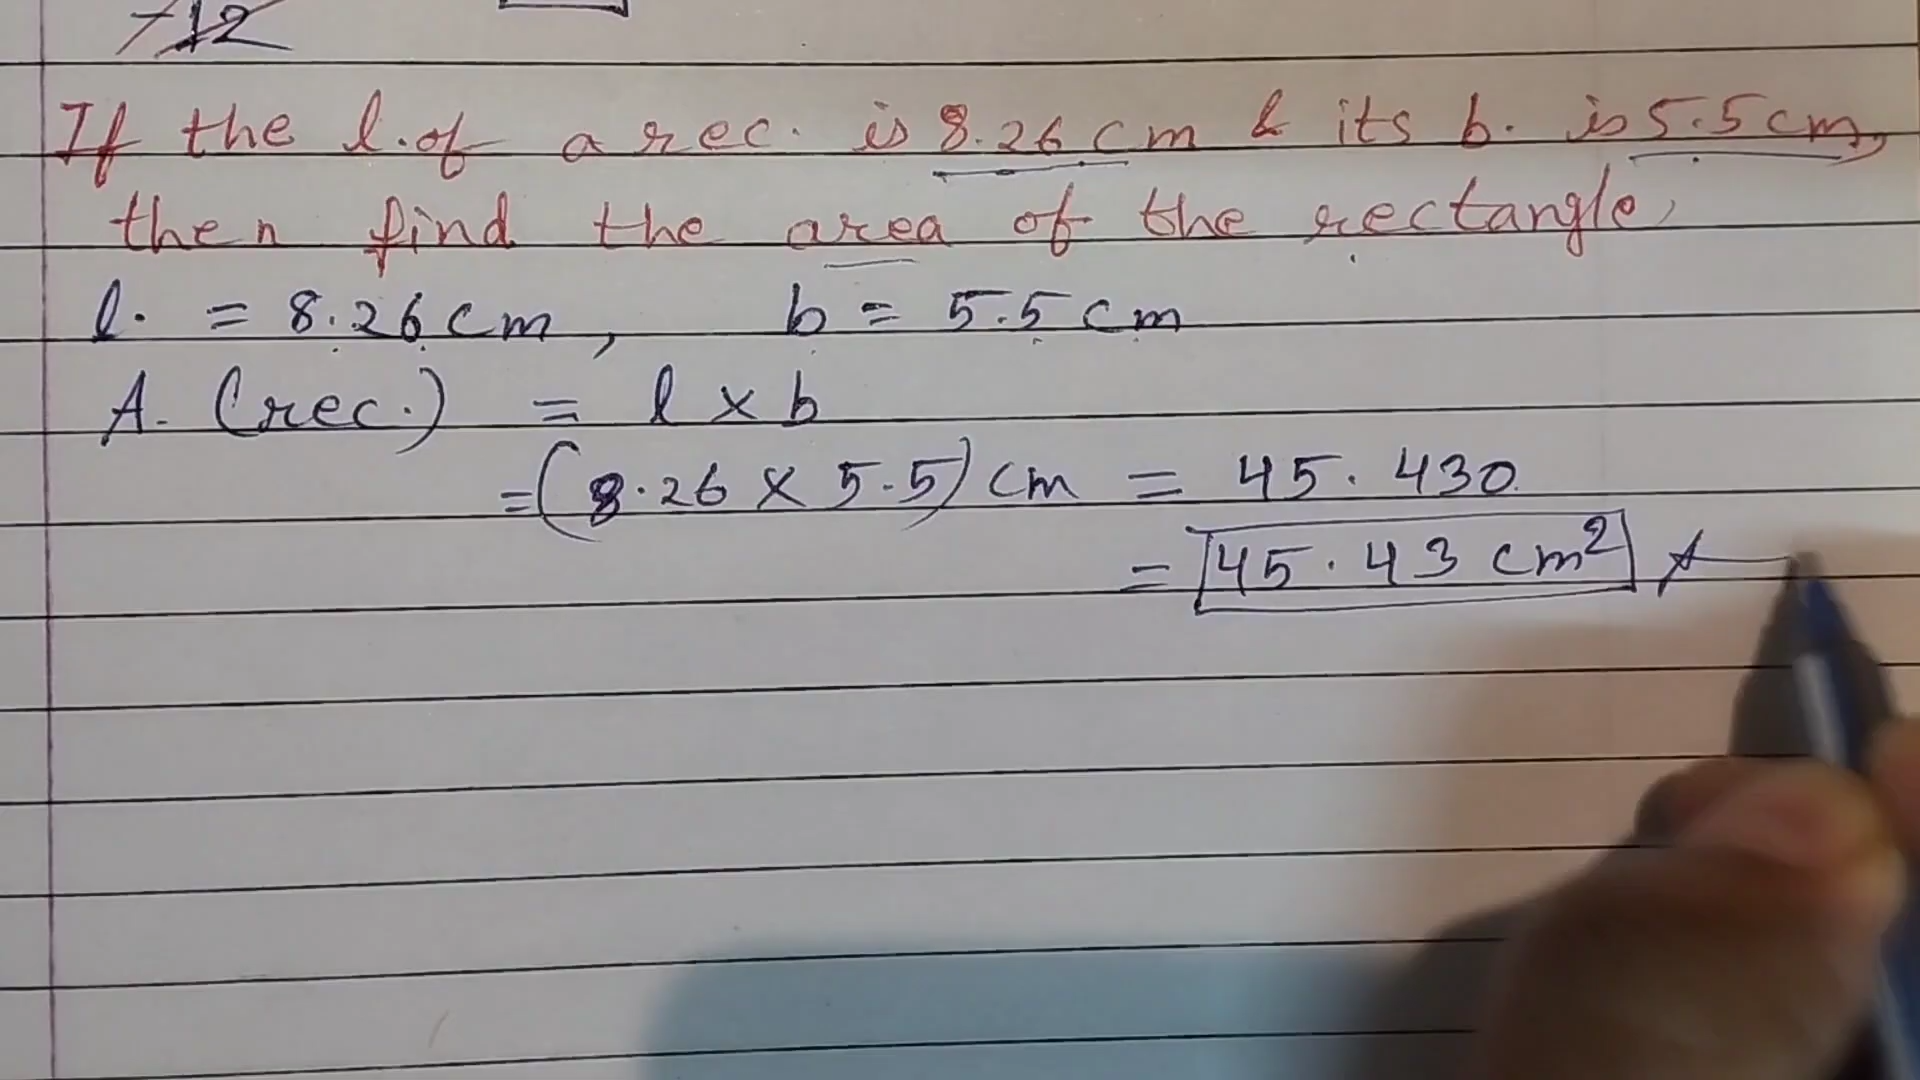 -12
If the l. of a rec. is 8.26 cm & its b. is 5.5 cm,
then find the area of the rectangle,
l. = 8.26 cm, b = 5.5 cm
A. (rec.) = l × b
= (8.26 × 5.5) cm = 45.430
= 45.43 cm²